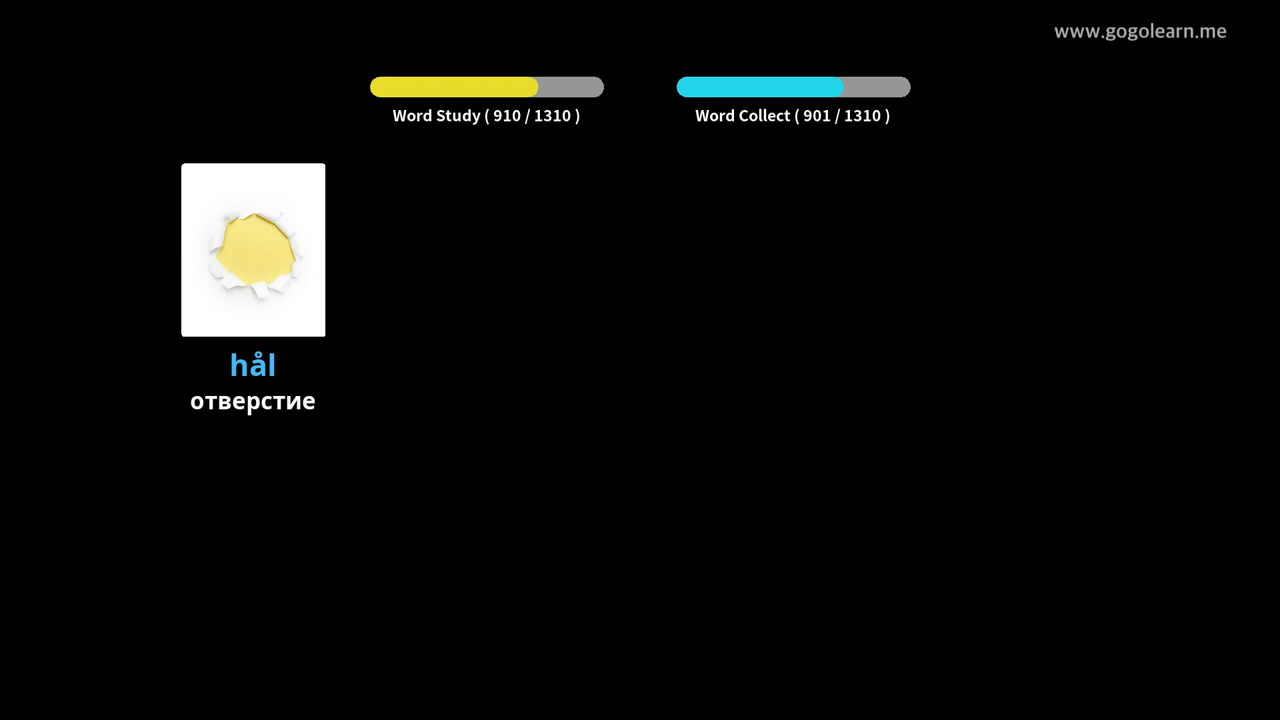 www.gogolearn.me
Word Study ( 910 / 1310 )
Word Collect ( 901 / 1310 )
hål
отверстие